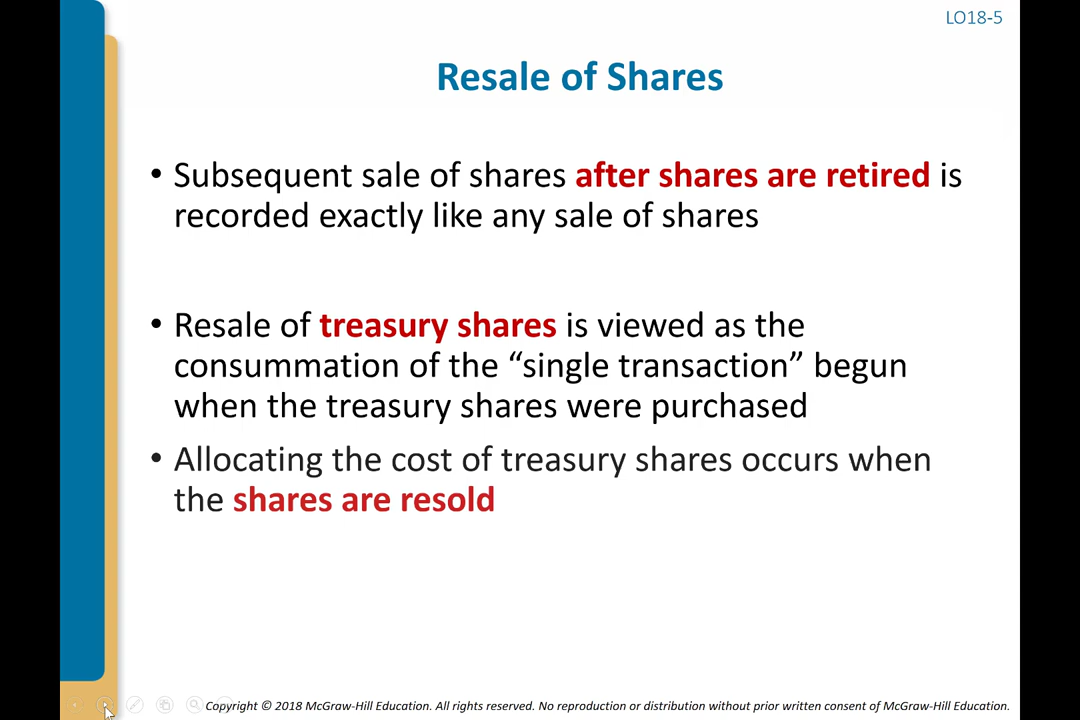 LO18-5
Resale of Shares
• Subsequent sale of shares after shares are retired is
recorded exactly like any sale of shares
• Resale of treasury shares is viewed as the
consummation of the “single transaction” begun
when the treasury shares were purchased
• Allocating the cost of treasury shares occurs when
the shares are resold
Copyright © 2018 McGraw-Hill Education. All rights reserved. No reproduction or distribution without prior written consent of McGraw-Hill Education.